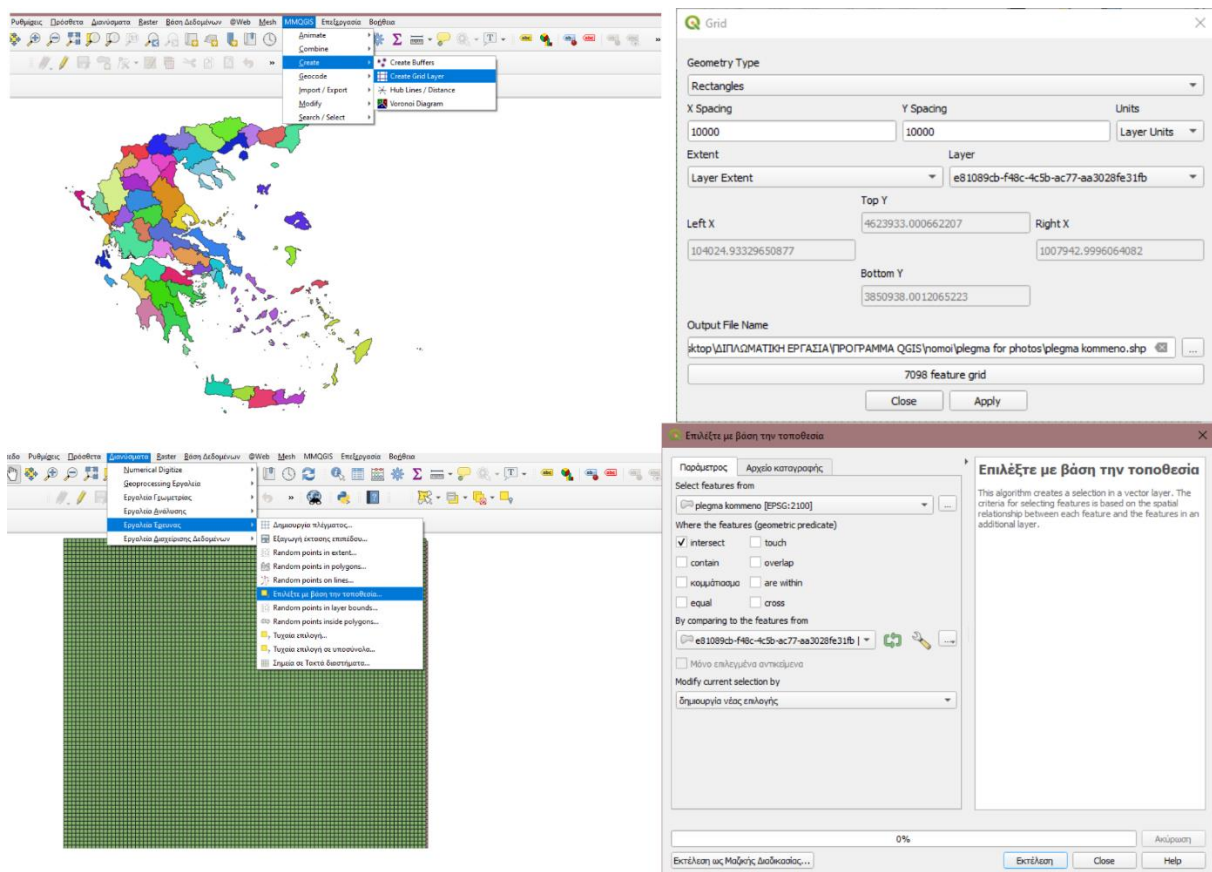 Ρυθμίσεις Πρόσθετα Διανύσματα Raster Βάση Δεδομένων @Web Mesh MMQGIS Επεξεργασία Βοήθεια
Animate
Combine
Create
Geocode
Import / Export
Modify
Search / Select
Create Buffers
Create Grid Layer
Hub Lines / Distance
Voronoi Diagram
Grid
Geometry Type
Rectangles
X Spacing Y Spacing Units
10000 10000 Layer Units
Extent Layer
Layer Extent e81089cb-f48c-4c5b-ac77-aa3028fe31fb
Top Y
Left X 4623933.000662207 Right X
104024.93329650877 1007942.9996064082
Bottom Y
3850938.0012065223
Output File Name
sktop\ΔΙΠΛΩΜΑΤΙΚΗ ΕΡΓΑΣΙΑ\ΠΡΟΓΡΑΜΜΑ QGIS\nomoi\plegma for photos\plegma kommeno.shp ...
7098 feature grid
Close Apply
Ρυθμίσεις Πρόσθετα Διανύσματα Raster Βάση Δεδομένων @Web Mesh MMQGIS Επεξεργασία Βοήθεια
Numerical Digitize
Geoprocessing Εργαλεία
Εργαλεία Γεωμετρίας
Εργαλεία Ανάλυσης
Εργαλεία Έρευνας
Εργαλεία Διαχείρισης Δεδομένων
Δημιουργία πλέγματος...
Εξαγωγή έκτασης επιπέδου...
Random points in extent...
Random points in polygons...
Random points on lines...
Επιλέξτε με βάση την τοποθεσία...
Random points in layer bounds...
Random points inside polygons...
Τυχαία επιλογή...
Τυχαία επιλογή σε υποσύνολα...
Σημεία σε Τακτά διαστήματα...
Επιλέξτε με βάση την τοποθεσία
Παράμετρος Αρχείο καταγραφής
Select features from
plegma kommeno [EPSG:2100] ...
Where the features (geometric predicate)
intersect touch
contain overlap
κομμάτιασμα are within
equal cross
By comparing to the features from
e81089cb-f48c-4c5b-ac77-aa3028fe31fb
Μόνο επιλεγμένα αντικείμενα
Modify current selection by
δημιουργία νέας επιλογής
Επιλέξτε με βάση την τοποθεσία
This algorithm creates a selection in a vector layer. The
criteria for selecting features is based on the spatial
relationship between each feature and the features in an
additional layer.
0% Ακύρωση
Εκτέλεση ως Μαζικής Διαδικασίας... Εκτέλεση Close Help